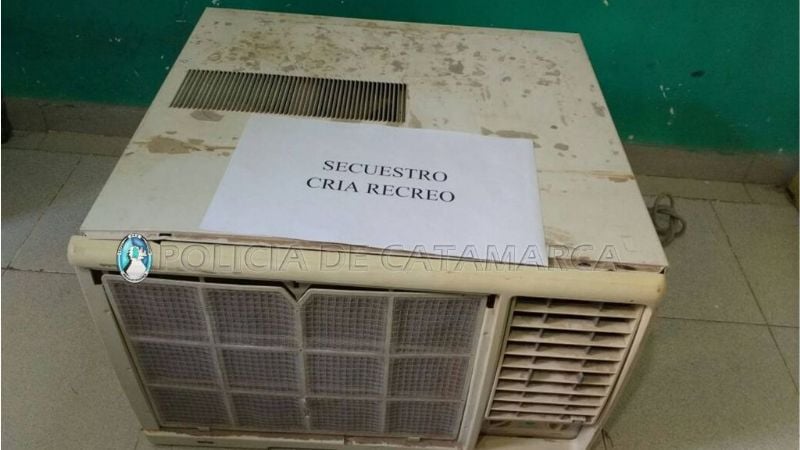 SECUESTRO
CRIA RECREO
POLICIA DE CATAMARCA